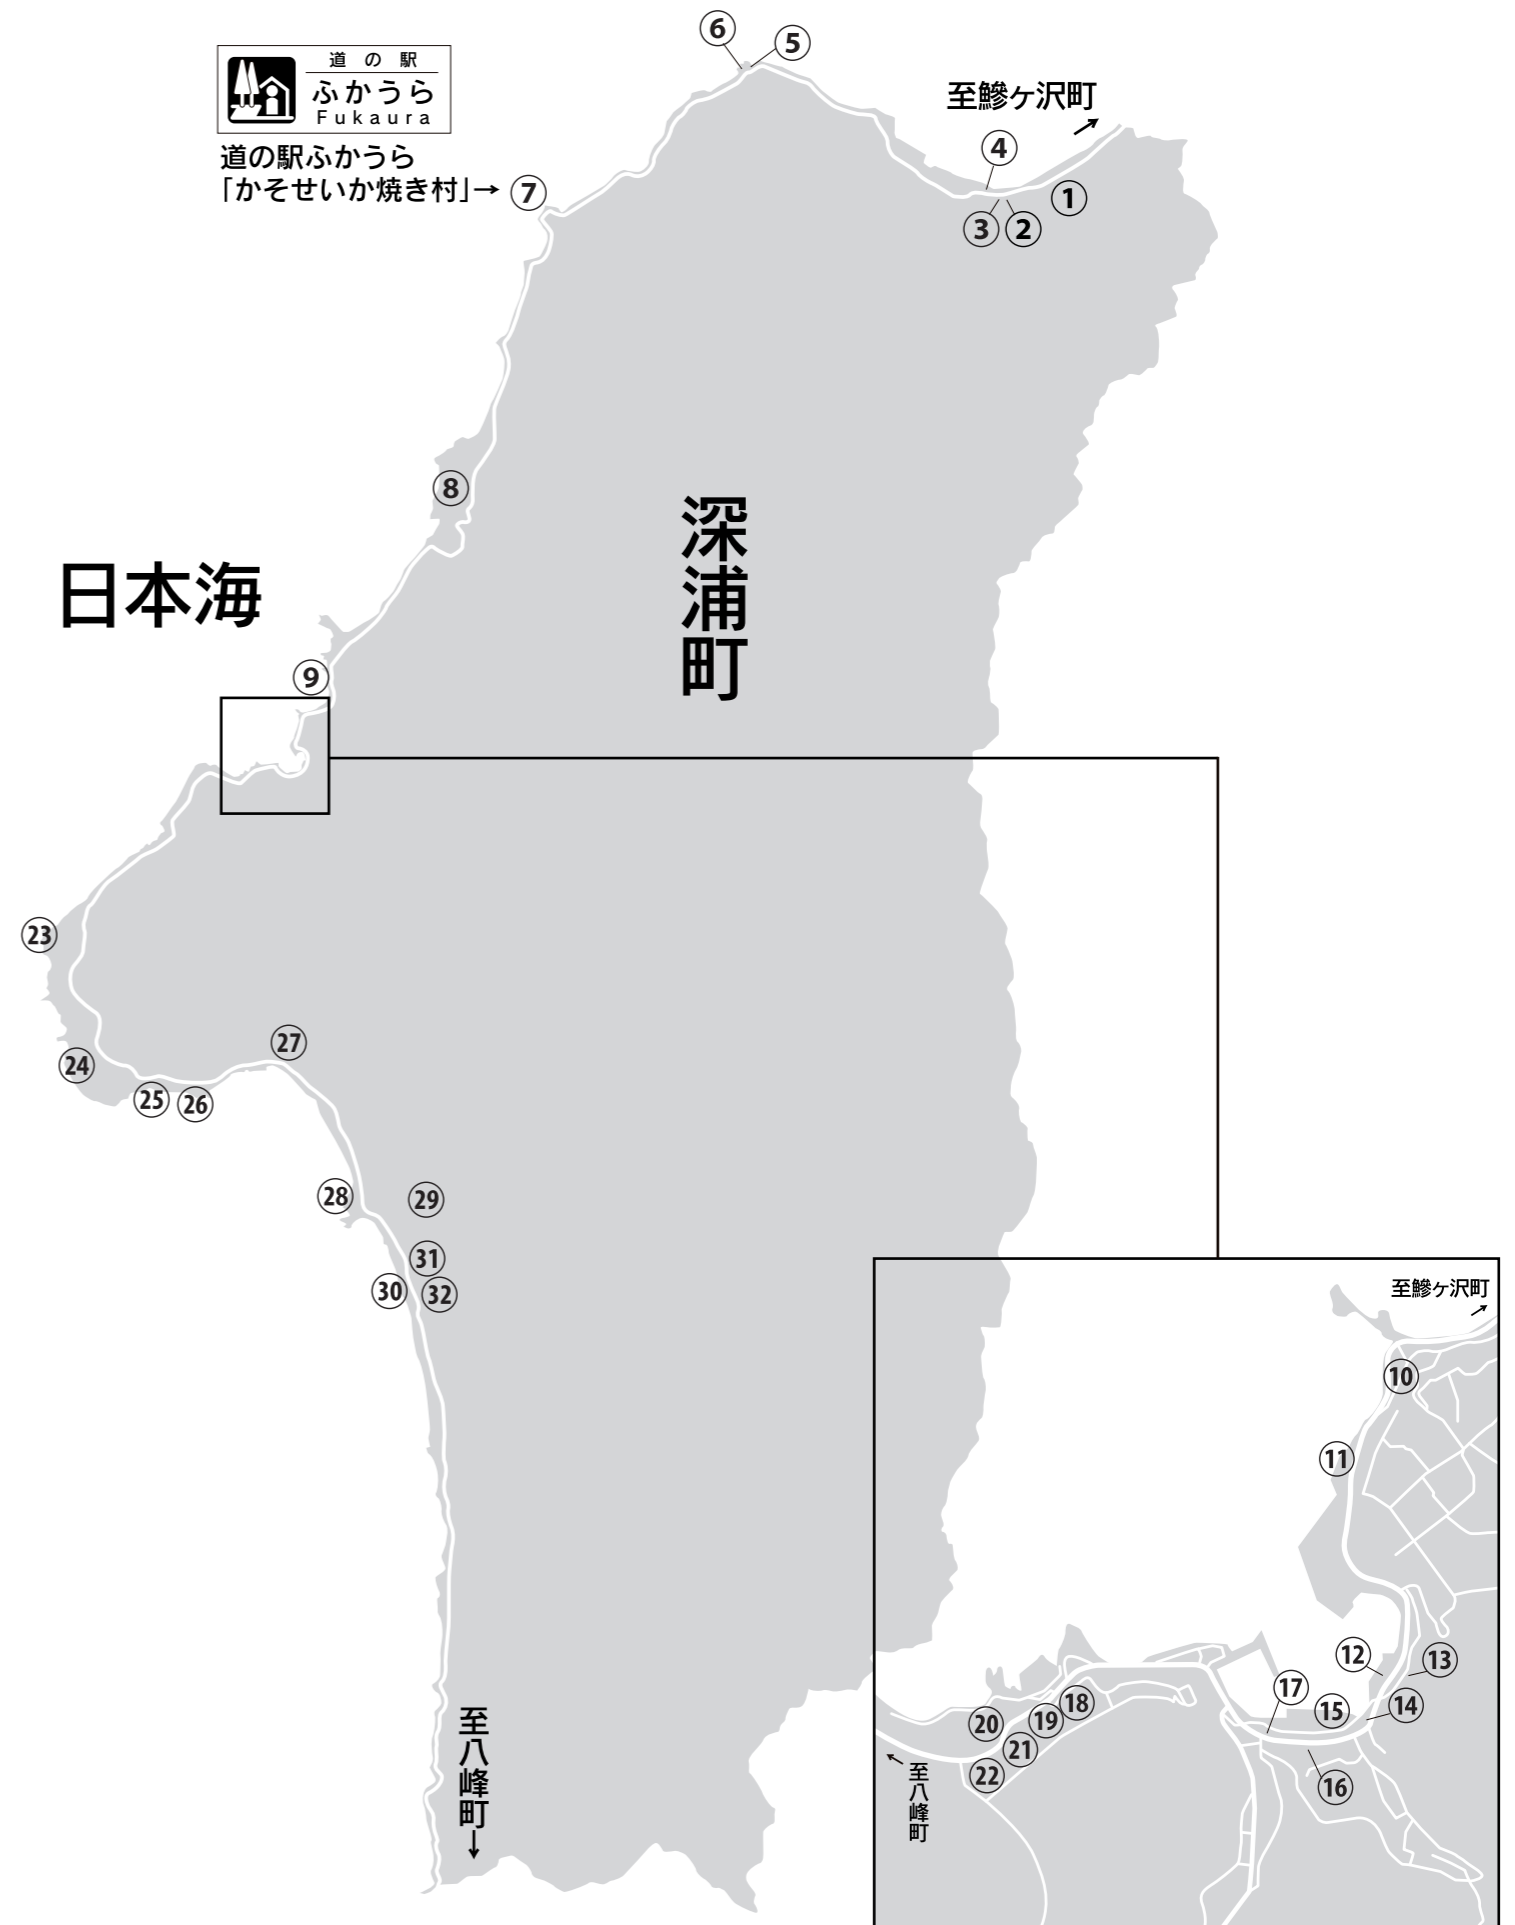 道の駅
ふかうら
Fukaura
道の駅ふかうら
「かそせいか焼き村」→
⑥
⑤
至鰺ヶ沢町
④
①
③
②
⑦
⑧
深浦町
日本海
⑨
㉓
㉔
㉕
㉖
㉗
㉘
㉙
㉛
㉚
㉜
至八峰町
至鰺ヶ沢町
⑩
⑪
⑫
⑬
⑰
⑮
⑭
⑯
⑱
⑲
⑳
㉑
㉒
至八峰町